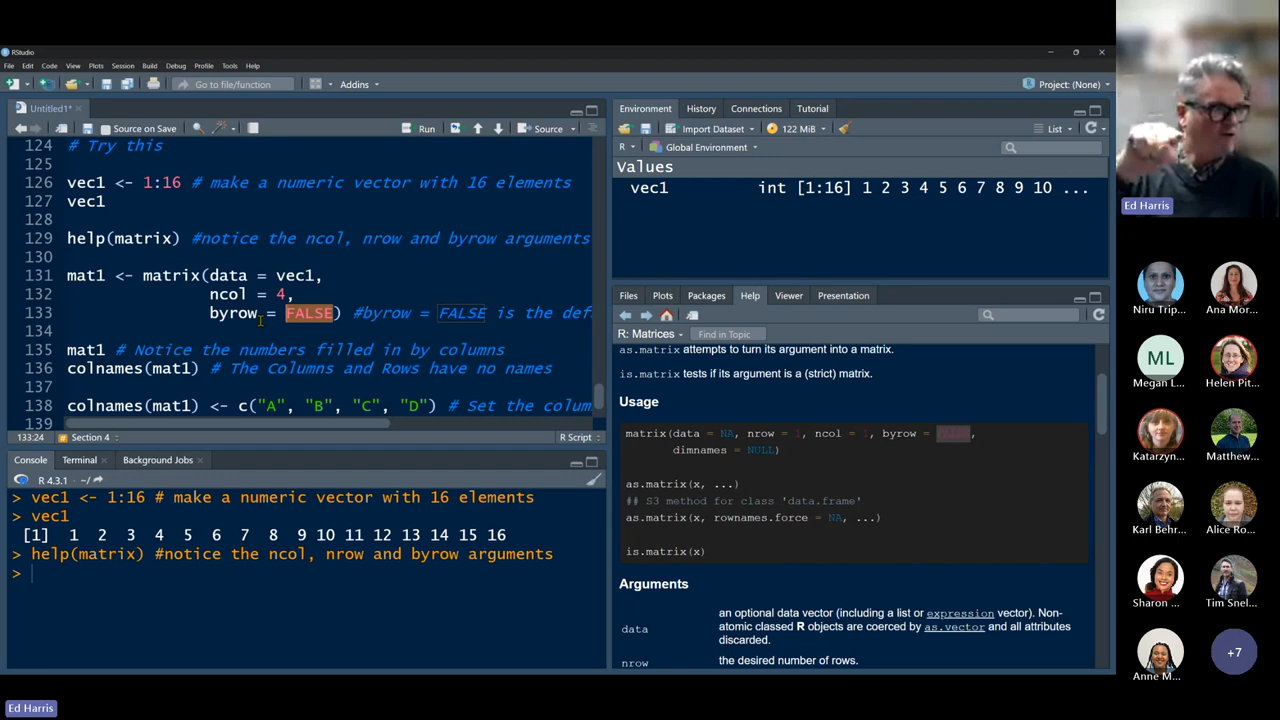 RStudio
File Edit Code View Plots Session Build Debug Profile Tools Help
Go to file/function
Addins
Project: (None)
Untitled1*
Source on Save
Run
Source
124 # Try this
125
126 vec1 <- 1:16 # make a numeric vector with 16 elements
127 vec1
128
129 help(matrix) #notice the ncol, nrow and byrow arguments
130
131 mat1 <- matrix(data = vec1,
132 ncol = 4,
133 byrow = FALSE) #byrow = FALSE is the def
134
135 mat1 # Notice the numbers filled in by columns
136 colnames(mat1) # The Columns and Rows have no names
137
138 colnames(mat1) <- c("A", "B", "C", "D") # Set the colum
139
133:24 # Section 4
R Script
Console Terminal Background Jobs
R 4.3.1 · ~/
> vec1 <- 1:16 # make a numeric vector with 16 elements
> vec1
[1] 1 2 3 4 5 6 7 8 9 10 11 12 13 14 15 16
> help(matrix) #notice the ncol, nrow and byrow arguments
>
Environment History Connections Tutorial
Import Dataset 122 MiB List
R Global Environment
Values
vec1 int [1:16] 1 2 3 4 5 6 7 8 9 10 ...
Files Plots Packages Help Viewer Presentation
R: Matrices Find in Topic
as.matrix attempts to turn its argument into a matrix.
is.matrix tests if its argument is a (strict) matrix.
Usage
matrix(data = NA, nrow = 1, ncol = 1, byrow = FALSE,
dimnames = NULL)
as.matrix(x, ...)
## S3 method for class 'data.frame'
as.matrix(x, rownames.force = NA, ...)
is.matrix(x)
Arguments
data
an optional data vector (including a list or expression vector). Non-
atomic classed R objects are coerced by as.vector and all attributes
discarded.
nrow
the desired number of rows.
Ed Harris
Niru Trip...
Ana Mor...
ML
Megan L...
Helen Pit...
Katarzyn...
Matthew...
Karl Behr...
Alice Ro...
Sharon ...
Tim Snel...
Anne M...
+7
Ed Harris